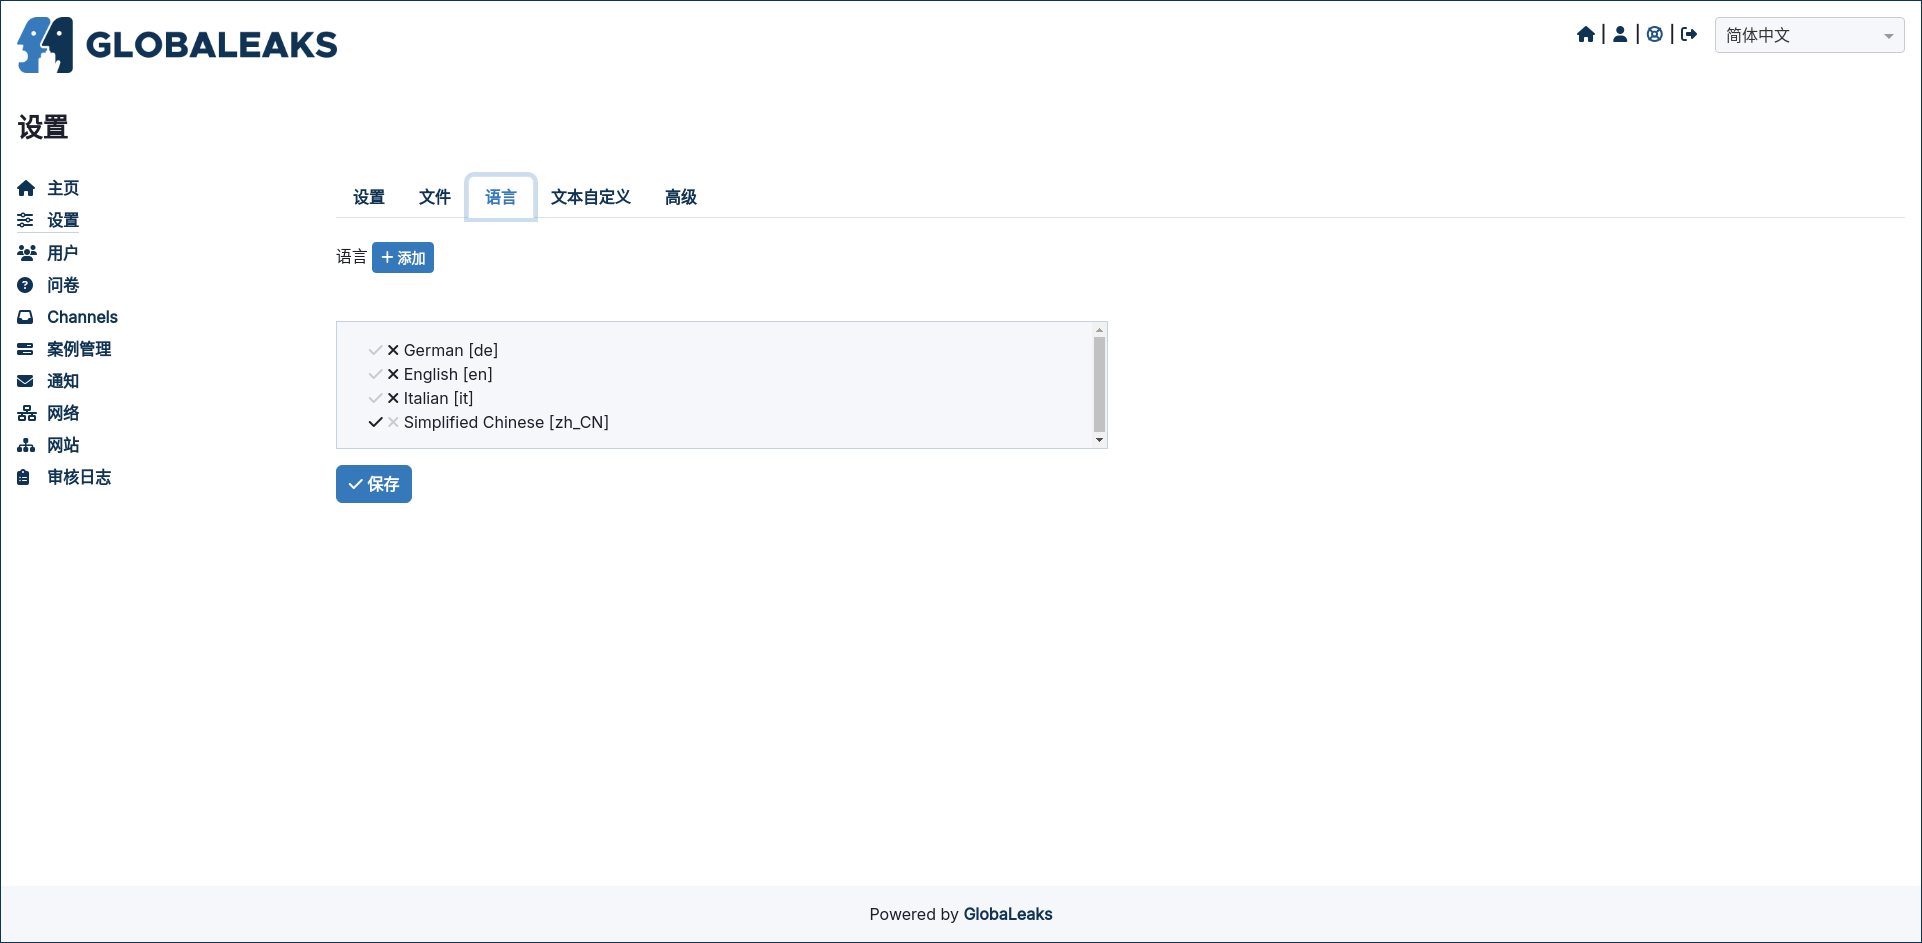 GLOBALEAKS
简体中文
设置
主页
设置
用户
问卷
Channels
案例管理
通知
网络
网站
审核日志
设置 文件 语言 文本自定义 高级
语言 添加
German [de]
English [en]
Italian [it]
Simplified Chinese [zh_CN]
保存
Powered by GlobaLeaks